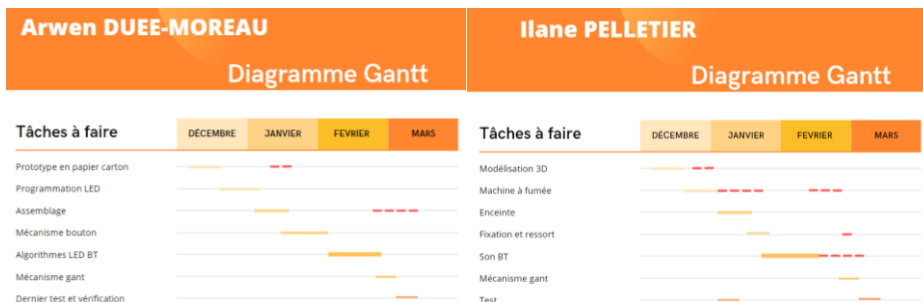 Arwen DUEE-MOREAU
Diagramme Gantt
Tâches à faire
DÉCEMBRE
JANVIER
FEVRIER
MARS
Prototype en papier carton
Programmation LED
Assemblage
Mécanisme bouton
Algorithmes LED BT
Mécanisme gant
Dernier test et vérification
Ilane PELLETIER
Diagramme Gantt
Tâches à faire
DÉCEMBRE
JANVIER
FEVRIER
MARS
Modélisation 3D
Machine à fumée
Enceinte
Fixation et ressort
Son BT
Mécanisme gant
Test